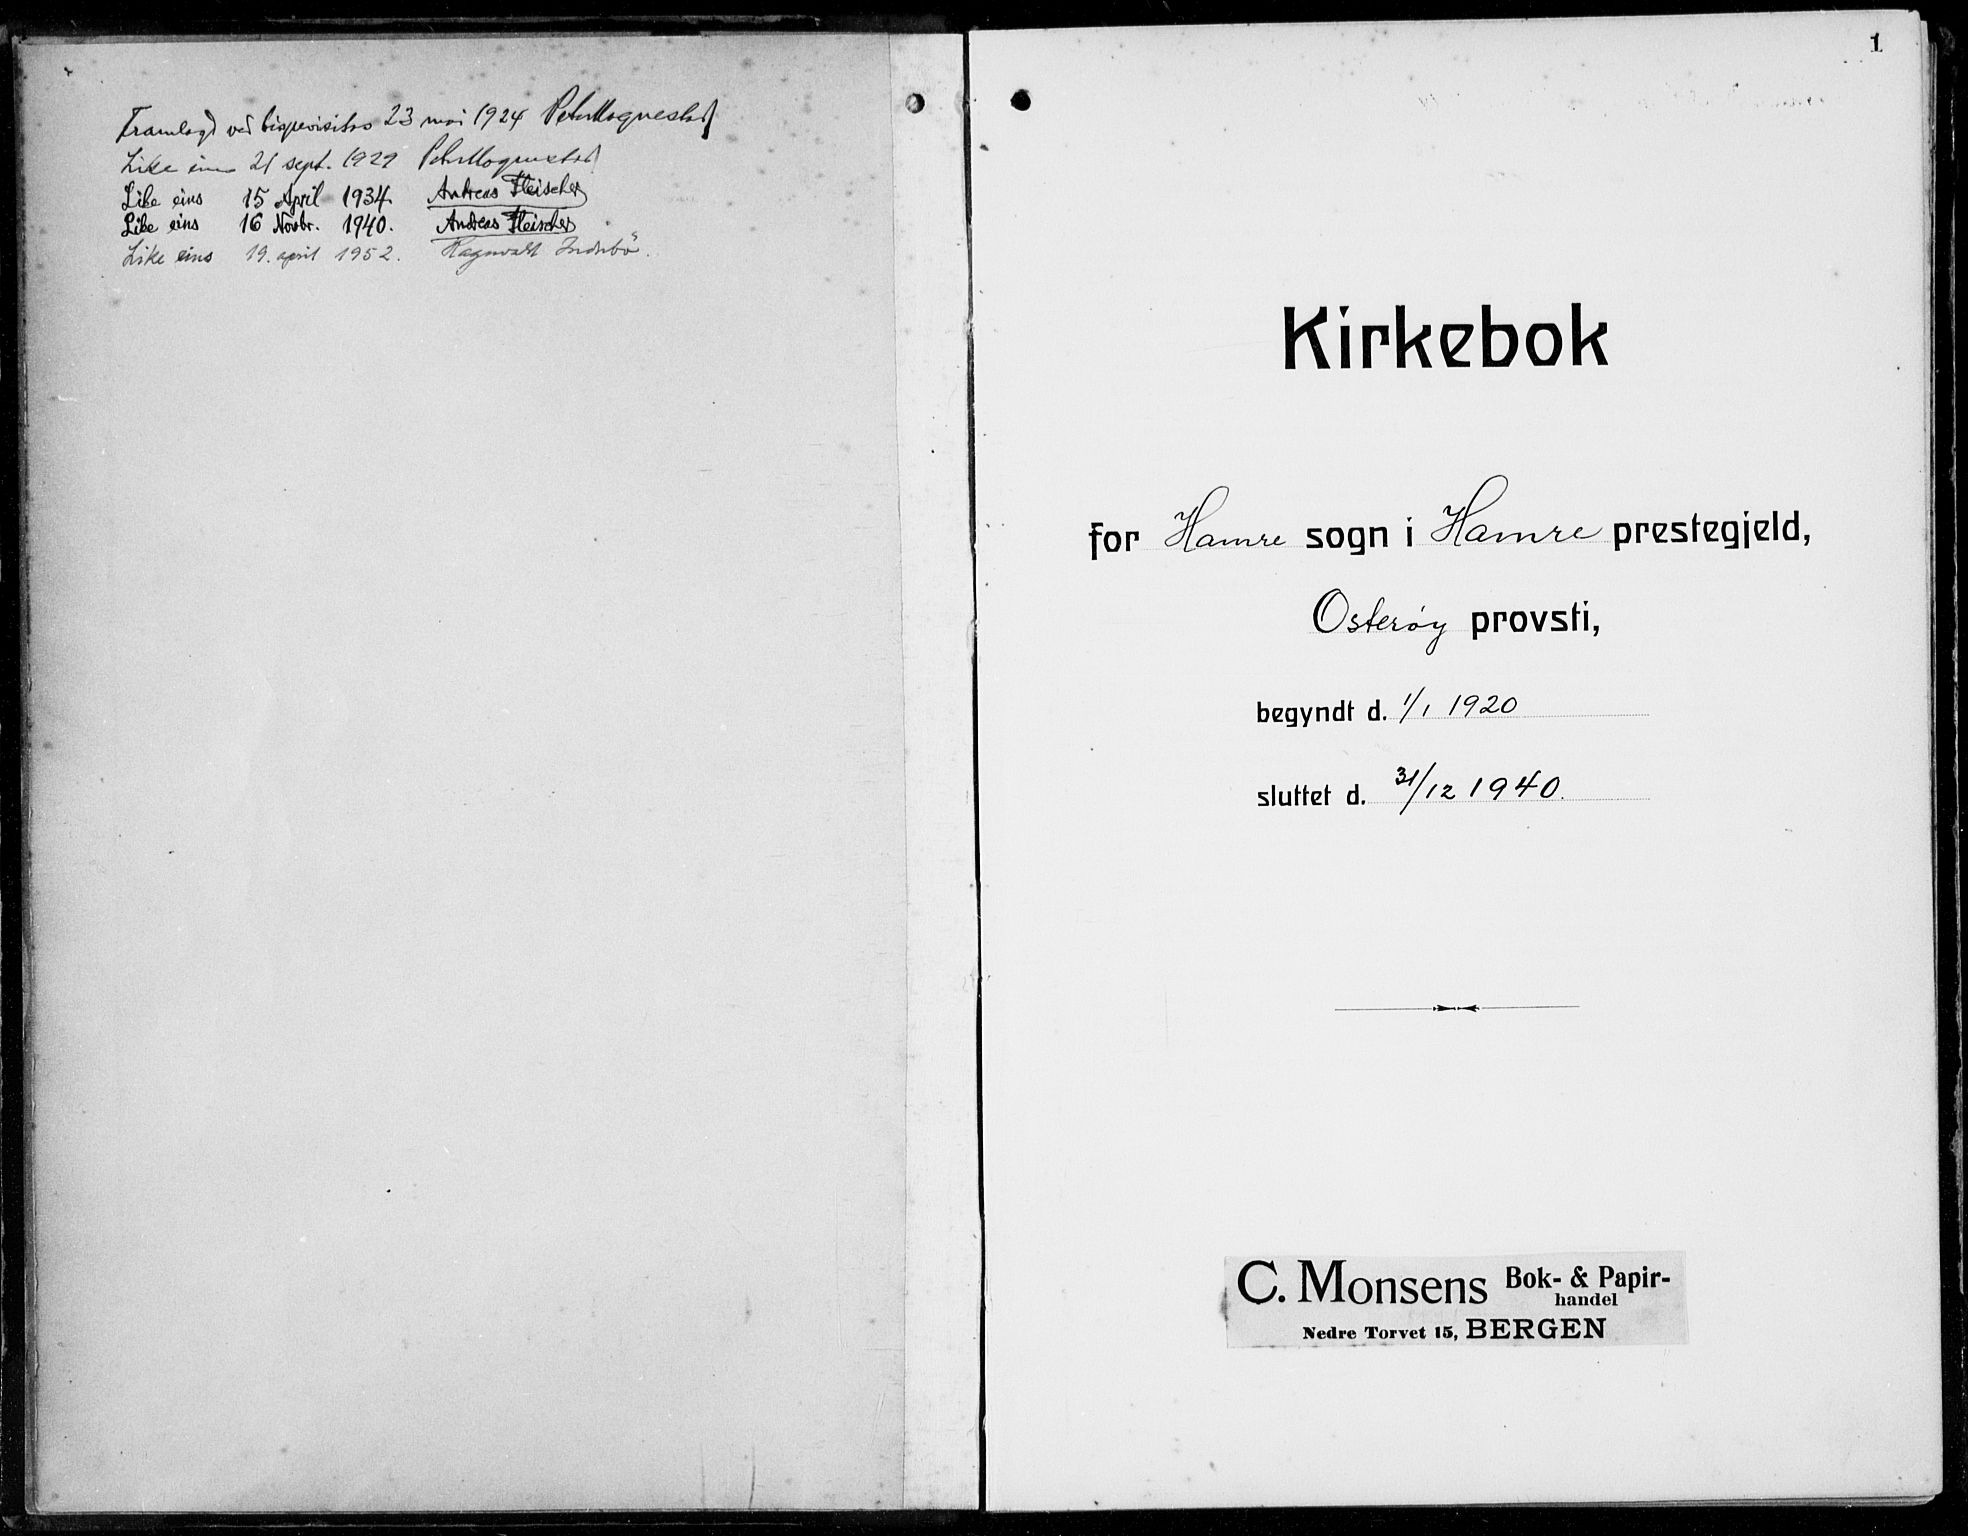 Framlagd ved bispevisitas 23 mai 1924 Peter Hognestad
Like eins 21 sept. 1929 Peter Hognestad
Like eins 15 April 1934. Andreas Fleischer
Like eins 16 Novbr. 1940. Andreas Fleischer
Like eins 19. april 1952. Ragnvald Indrebö.
1
Kirkebok
for Hamre sogn i Hamre prestegjeld,
Osterøy provsti,
begyndt d. 1/1 1920
sluttet d. 31/12 1940.
C. Monsens Bok- & Papir-
handel
Nedre Torvet 15, BERGEN